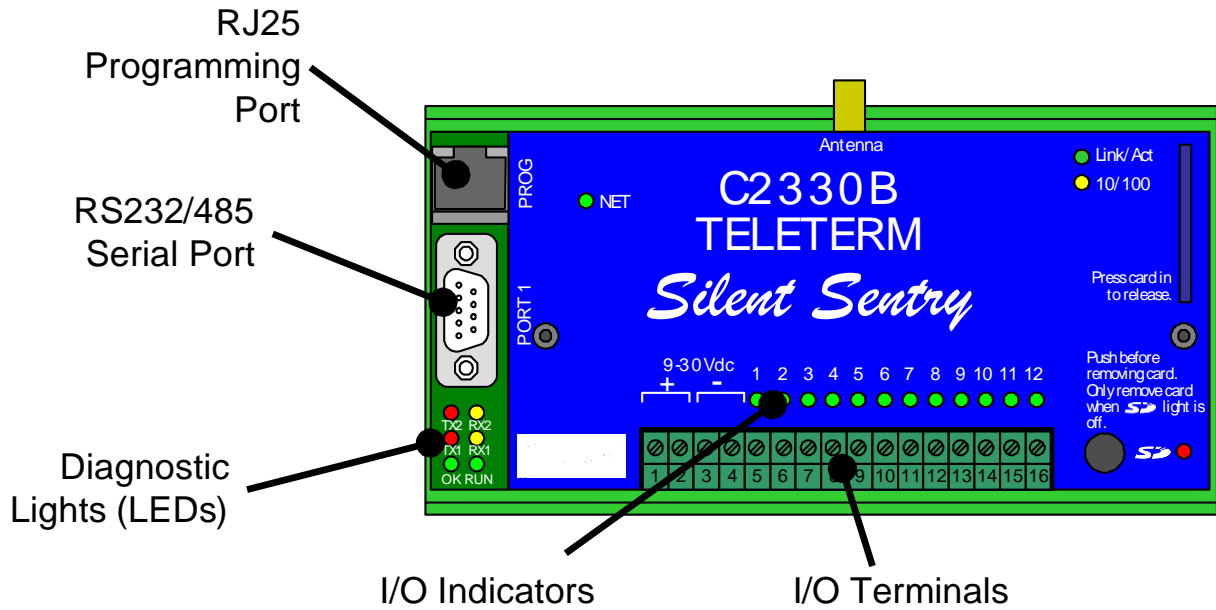 RJ25
Programming
Port
RS232/485
Serial Port
Diagnostic
Lights (LEDs)
I/O Indicators
I/O Terminals
Antenna
PROG
PORT 1
NET
C2330B
TELETERM
Silent Sentry
Link/Act
10/100
Press card in
to release.
Push before
removing card.
Only remove card
when SD light is
off.
SD
9-30Vdc
+ -
1 2 3 4 5 6 7 8 9 10 11 12
TX2 RX2
TX1 RX1
OK RUN
1 2 3 4 5 6 7 8 9 10 11 12 13 14 15 16